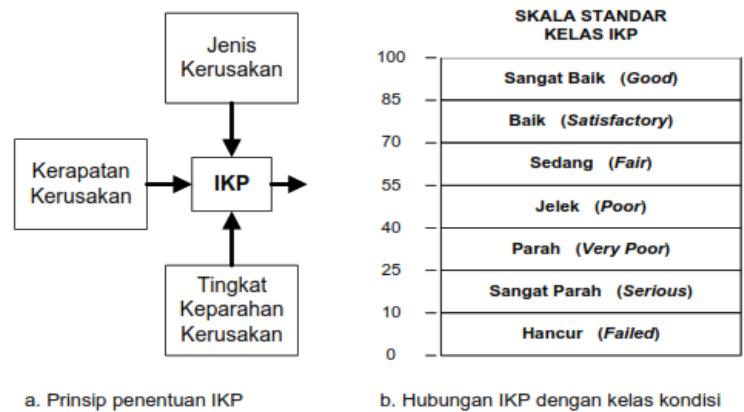 Jenis
Kerusakan
Kerapatan
Kerusakan
IKP
Tingkat
Keparahan
Kerusakan
a. Prinsip penentuan IKP
SKALA STANDAR
KELAS IKP
100
Sangat Baik (Good)
85
Baik (Satisfactory)
70
Sedang (Fair)
55
Jelek (Poor)
40
Parah (Very Poor)
25
Sangat Parah (Serious)
10
Hancur (Failed)
0
b. Hubungan IKP dengan kelas kondisi